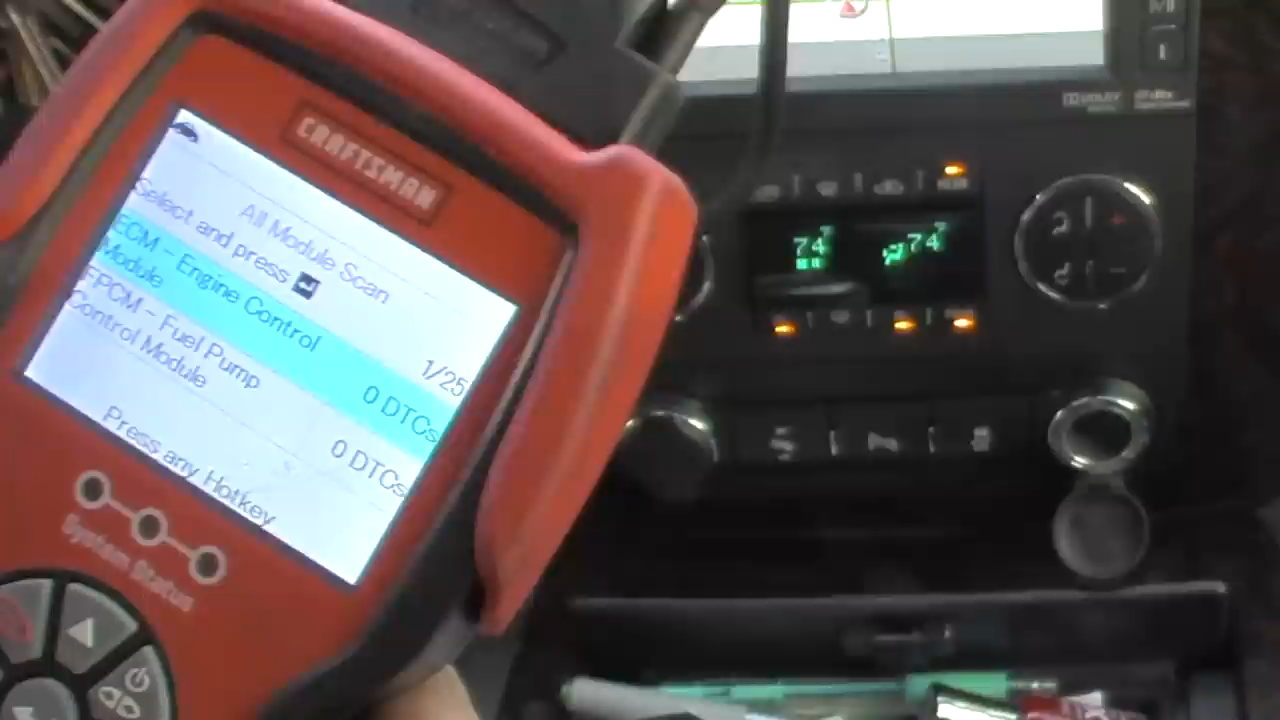 CRAFTSMAN
All Module Scan
Select and press
1/25
ECM - Engine Control
Module
0 DTCs
FPCM - Fuel Pump
Control Module
0 DTCs
Press any Hotkey
System Status
74
74
DOLBY